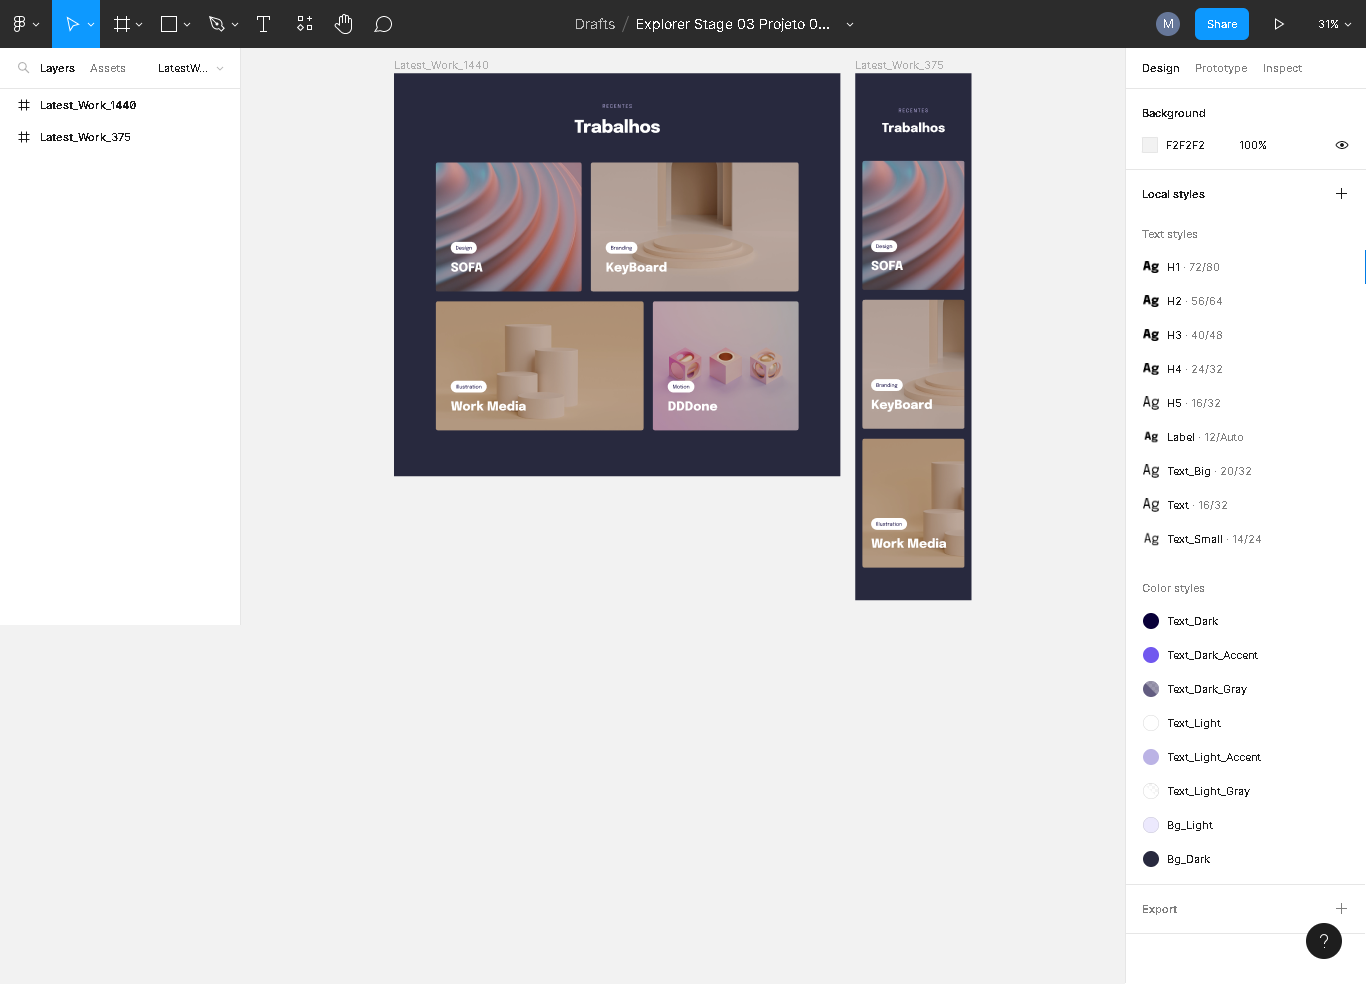 Drafts / Explorer Stage 03 Projeto 0...
M
Share
31%
Layers
Assets
LatestW...
Latest_Work_1440
Latest_Work_375
Latest_Work_1440
RECENTES
Trabalhos
Design
SOFA
Branding
KeyBoard
Illustration
Work Media
Motion
DDDone
Latest_Work_375
RECENTES
Trabalhos
Design
SOFA
Branding
KeyBoard
Illustration
Work Media
Design
Prototype
Inspect
Background
F2F2F2
100%
Local styles
Text styles
Ag H1 · 72/80
Ag H2 · 56/64
Ag H3 · 40/48
Ag H4 · 24/32
Ag H5 · 16/32
Ag Label · 12/Auto
Ag Text_Big · 20/32
Ag Text · 16/32
Ag Text_Small · 14/24
Color styles
Text_Dark
Text_Dark_Accent
Text_Dark_Gray
Text_Light
Text_Light_Accent
Text_Light_Gray
Bg_Light
Bg_Dark
Export
?